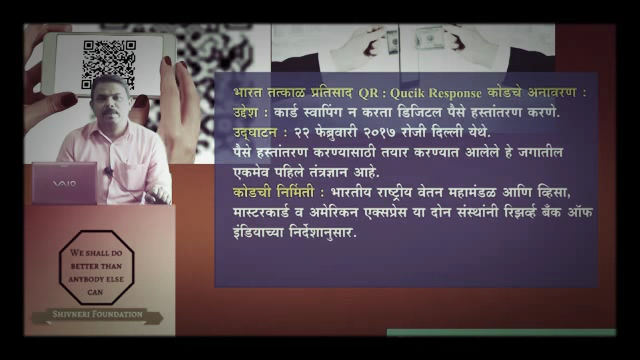 भारत तत्काळ प्रतिसाद QR : Qucik Response कोडचे अनावरण :
उद्देश : कार्ड स्वापिंग न करता डिजिटल पैसे हस्तांतरण करणे.
उद्घाटन : २२ फेब्रुवारी २०१७ रोजी दिल्ली येथे.
पैसे हस्तांतरण करण्यासाठी तयार करण्यात आलेले हे जगातील
एकमेव पहिले तंत्रज्ञान आहे.
कोडची निर्मिती : भारतीय राष्ट्रीय वेतन महामंडळ आणि व्हिसा,
मास्टरकार्ड व अमेरिकन एक्सप्रेस या दोन संस्थांनी रिझर्व्ह बँक ऑफ
इंडियाच्या निर्देशानुसार.
VAIO
WE SHALL DO
BETTER THAN
ANYBODY ELSE
CAN
SHIVNERI FOUNDATION